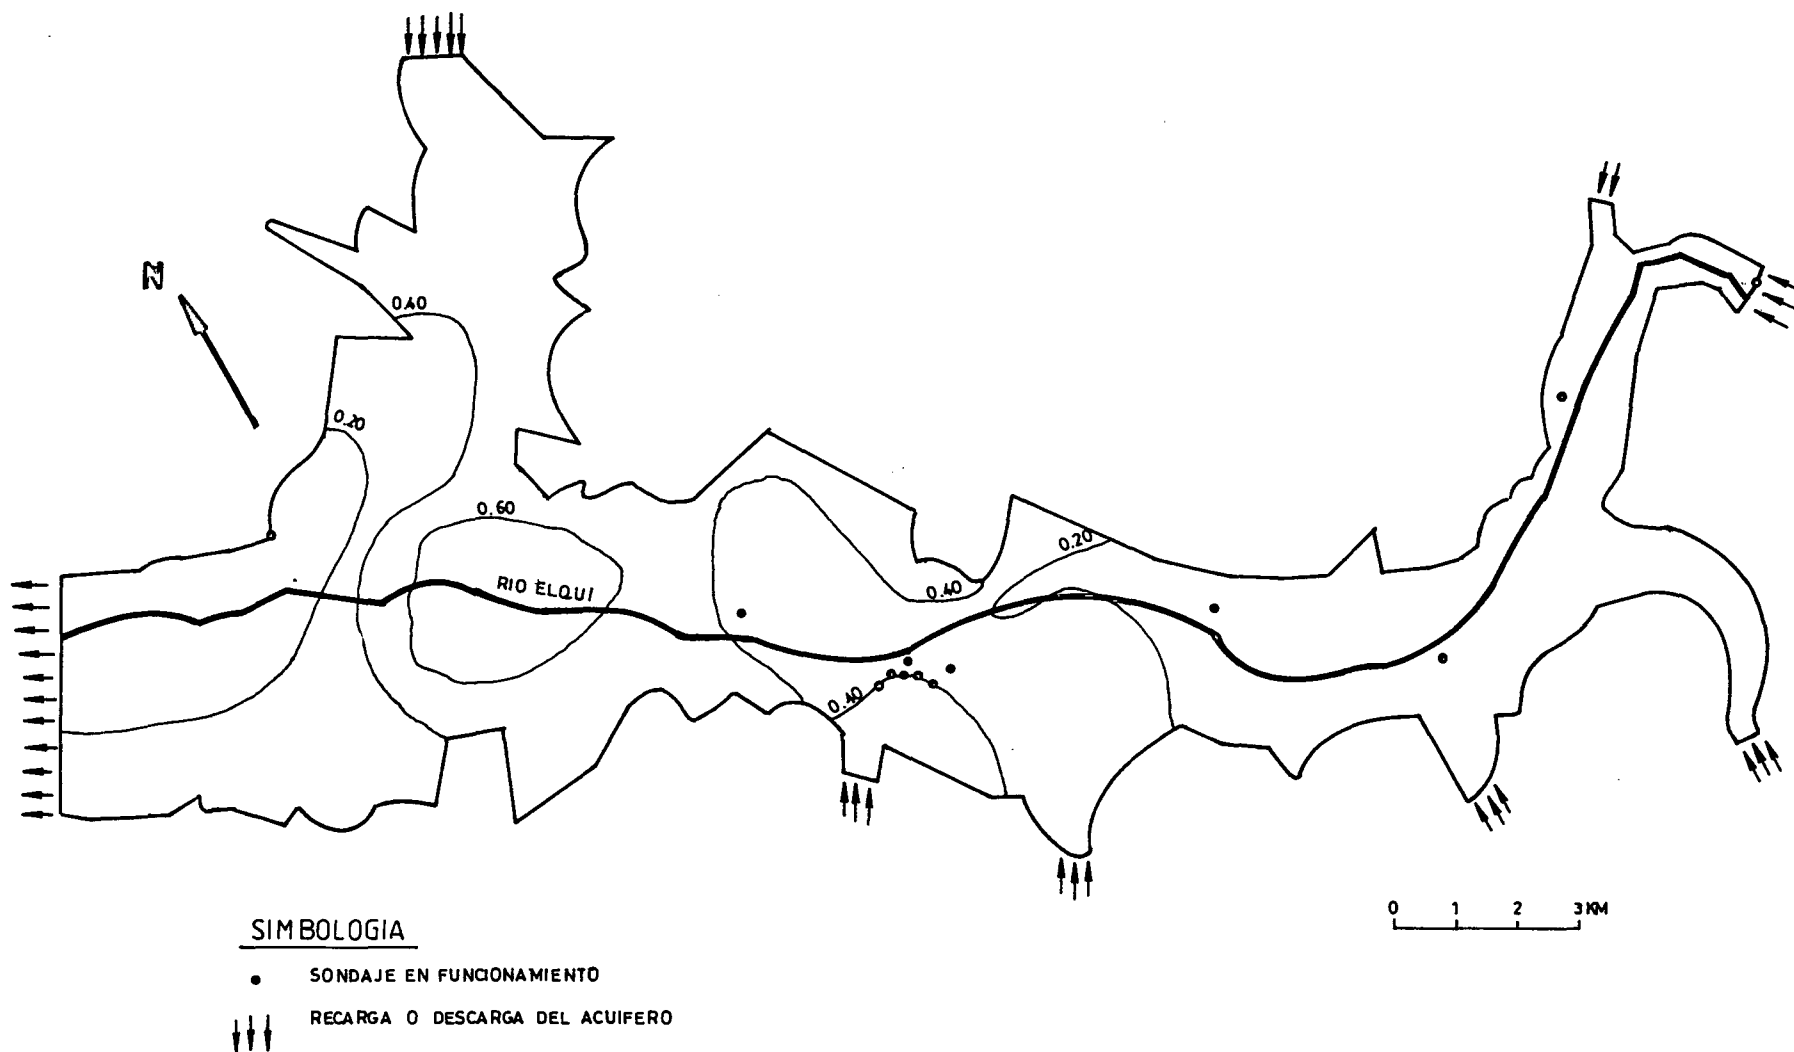 N
0.40
0.20
0.60
RIO ELQUI
0.40
0.20
0.40
0 1 2 3 KM
SIMBOLOGIA
SONDAJE EN FUNCIONAMIENTO
RECARGA O DESCARGA DEL ACUIFERO